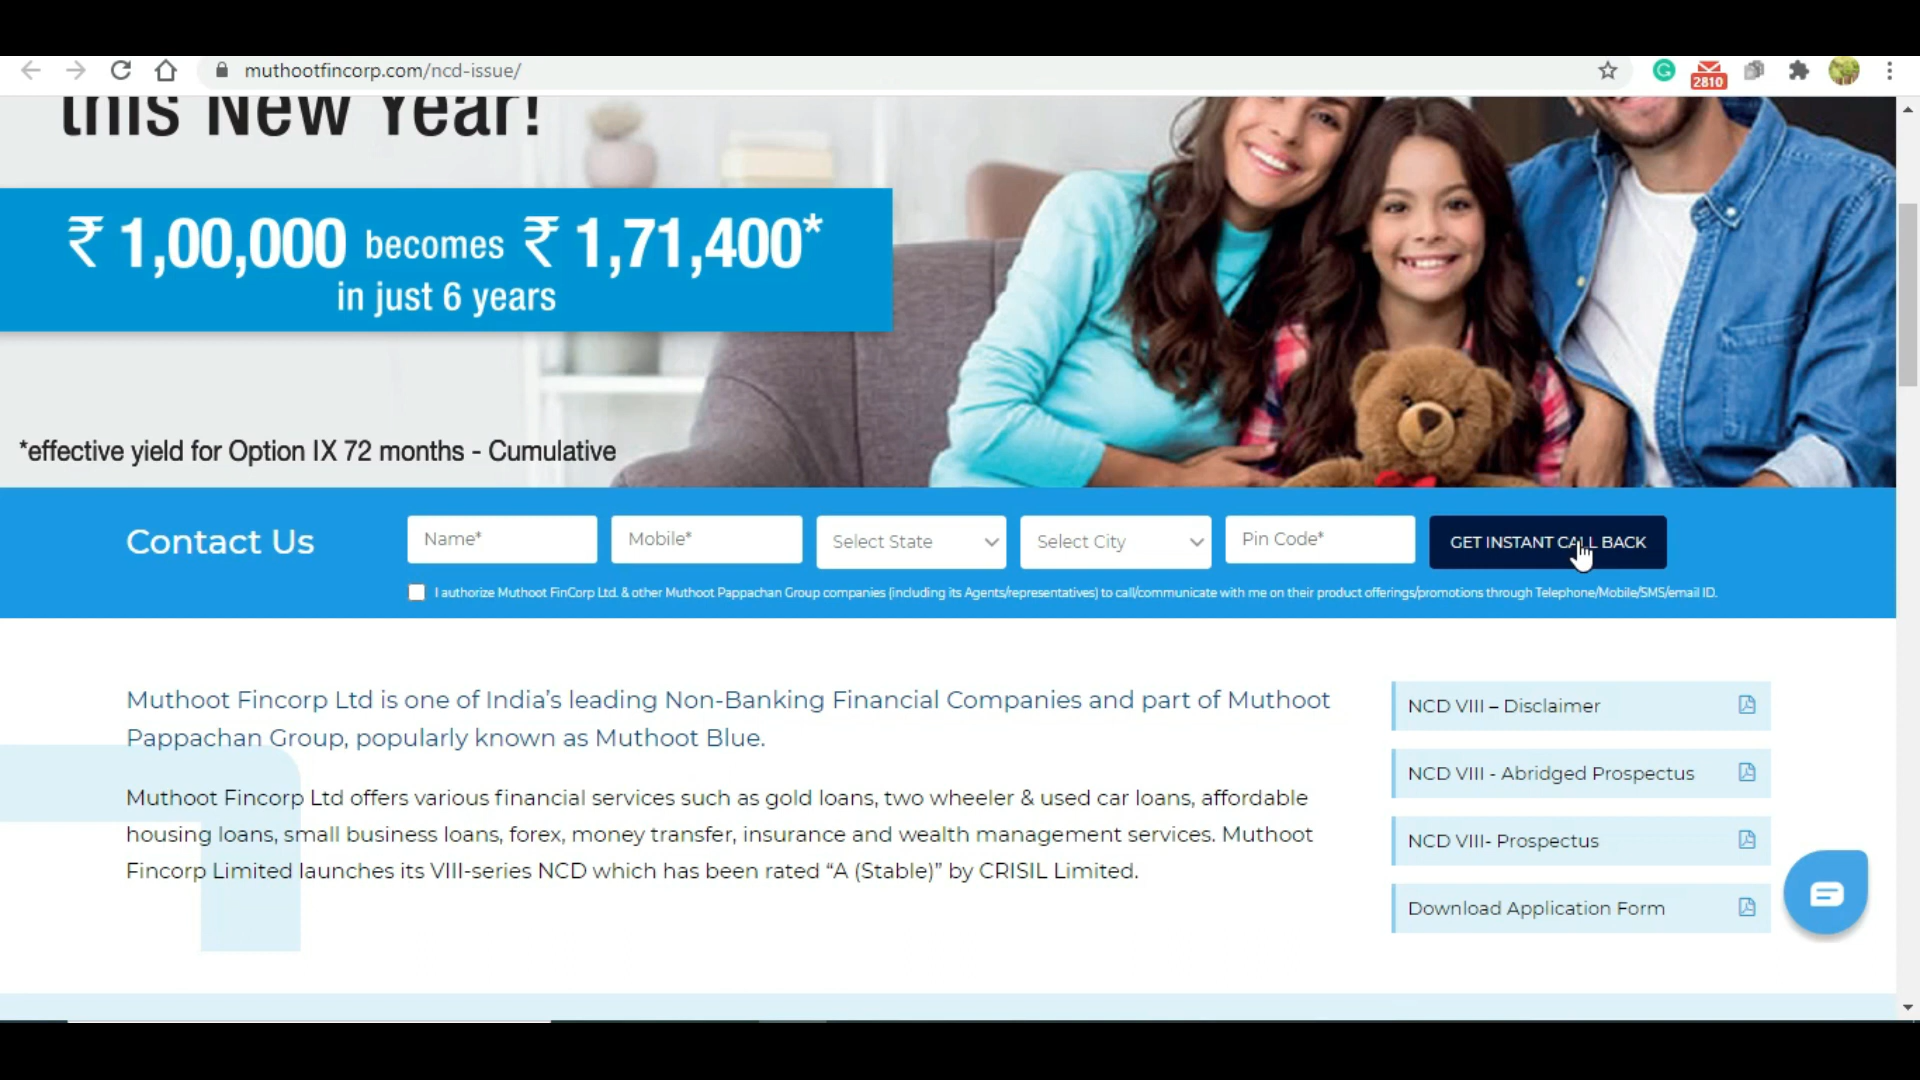 muthootfincorp.com/ncd-issue/
2810
this New Year!
₹ 1,00,000 becomes ₹ 1,71,400*
in just 6 years
*effective yield for Option IX 72 months - Cumulative
Contact Us
Name*
Mobile*
Select State
Select City
Pin Code*
GET INSTANT CALL BACK
I authorize Muthoot FinCorp Ltd. & other Muthoot Pappachan Group companies (including its Agents/representatives) to call/communicate with me on their product offerings/promotions through Telephone/Mobile/SMS/email ID.
Muthoot Fincorp Ltd is one of India's leading Non-Banking Financial Companies and part of Muthoot
Pappachan Group, popularly known as Muthoot Blue.
Muthoot Fincorp Ltd offers various financial services such as gold loans, two wheeler & used car loans, affordable
housing loans, small business loans, forex, money transfer, insurance and wealth management services. Muthoot
Fincorp Limited launches its VIII-series NCD which has been rated “A (Stable)” by CRISIL Limited.
NCD VIII – Disclaimer
NCD VIII - Abridged Prospectus
NCD VIII- Prospectus
Download Application Form